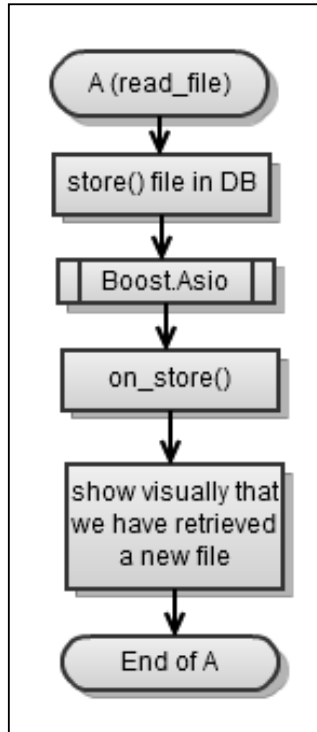 A (read_file)
store() file in DB
Boost.Asio
on_store()
show visually that
we have retrieved
a new file
End of A